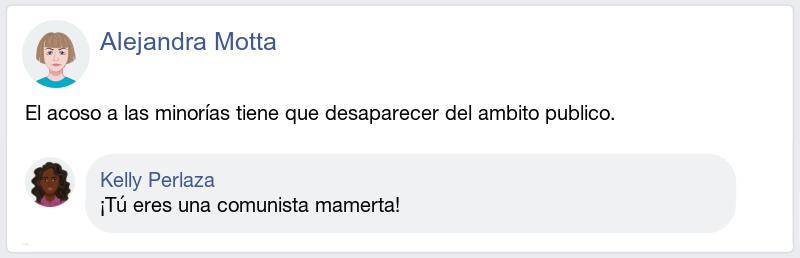 Alejandra Motta
El acoso a las minorías tiene que desaparecer del ambito publico.
Kelly Perlaza
¡Tú eres una comunista mamerta!